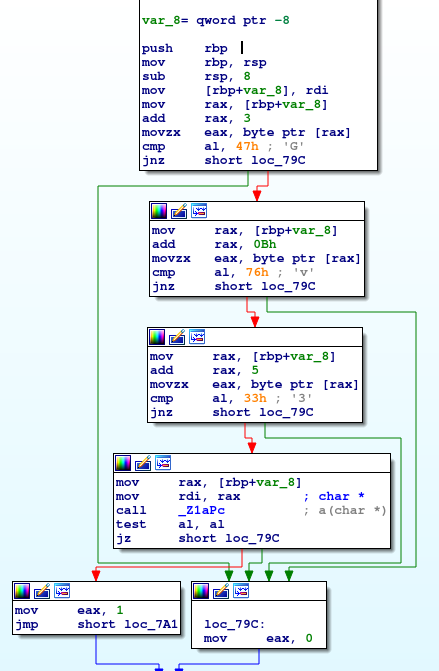 var_8= qword ptr -8
push rbp
mov rbp, rsp
sub rsp, 8
mov [rbp+var_8], rdi
mov rax, [rbp+var_8]
add rax, 3
movzx eax, byte ptr [rax]
cmp al, 47h ; 'G'
jnz short loc_79C
mov rax, [rbp+var_8]
add rax, 0Bh
movzx eax, byte ptr [rax]
cmp al, 76h ; 'v'
jnz short loc_79C
mov rax, [rbp+var_8]
add rax, 5
movzx eax, byte ptr [rax]
cmp al, 33h ; '3'
jnz short loc_79C
mov rax, [rbp+var_8]
mov rdi, rax ; char *
call _Z1aPc ; a(char *)
test al, al
jz short loc_79C
mov eax, 1
jmp short loc_7A1
loc_79C:
mov eax, 0